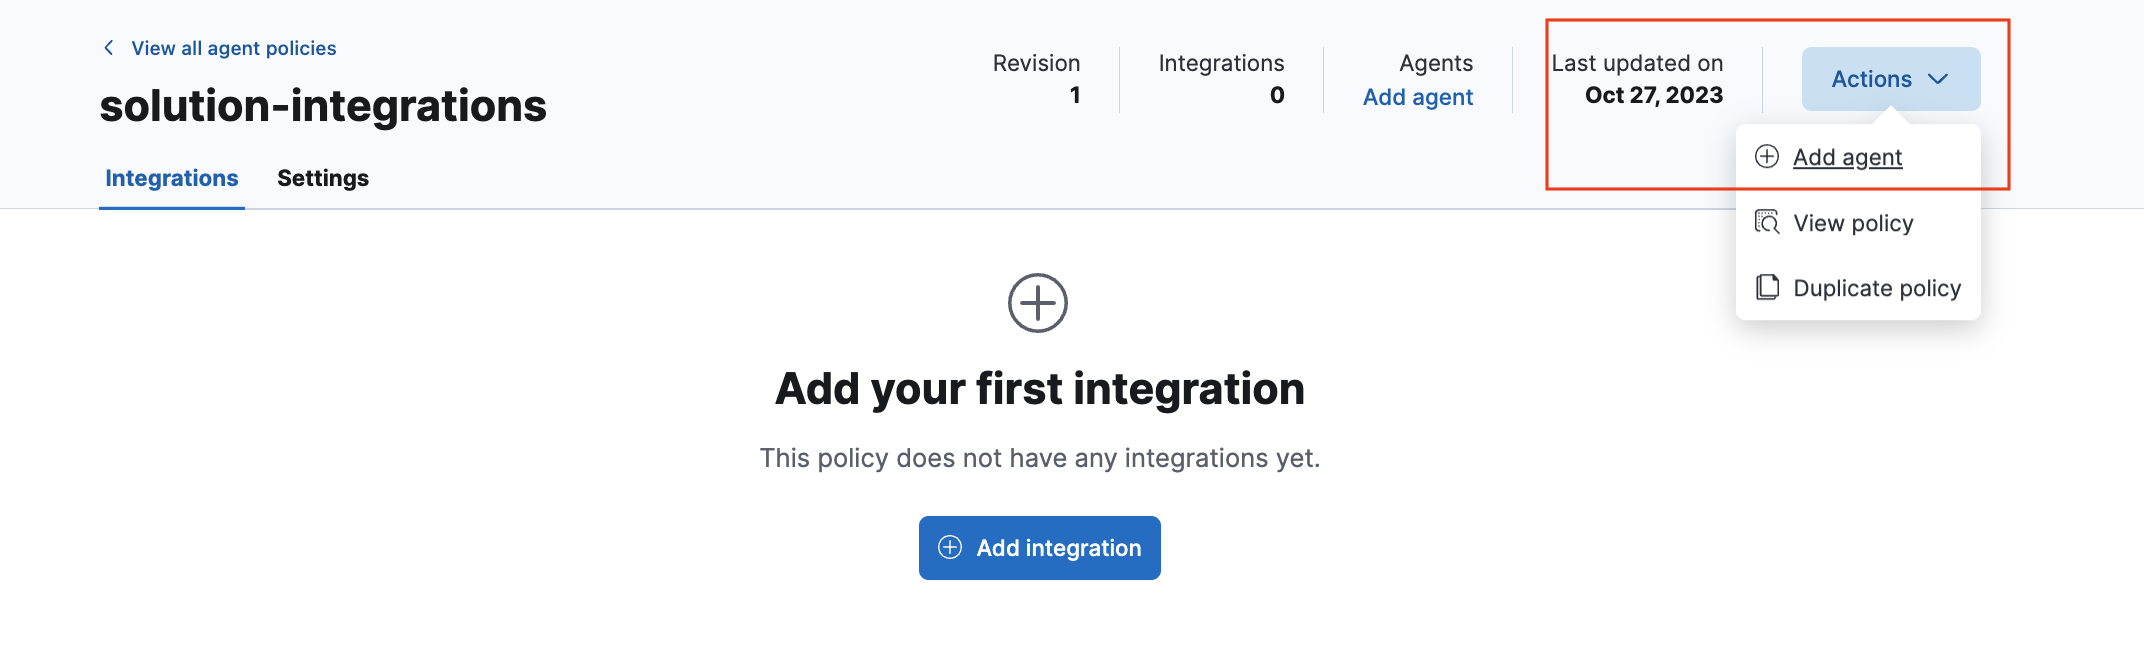 View all agent policies
solution-integrations
Revision
1
Integrations
0
Agents
Add agent
Last updated on
Oct 27, 2023
Actions
Add agent
View policy
Duplicate policy
Integrations
Settings
Add your first integration
This policy does not have any integrations yet.
Add integration